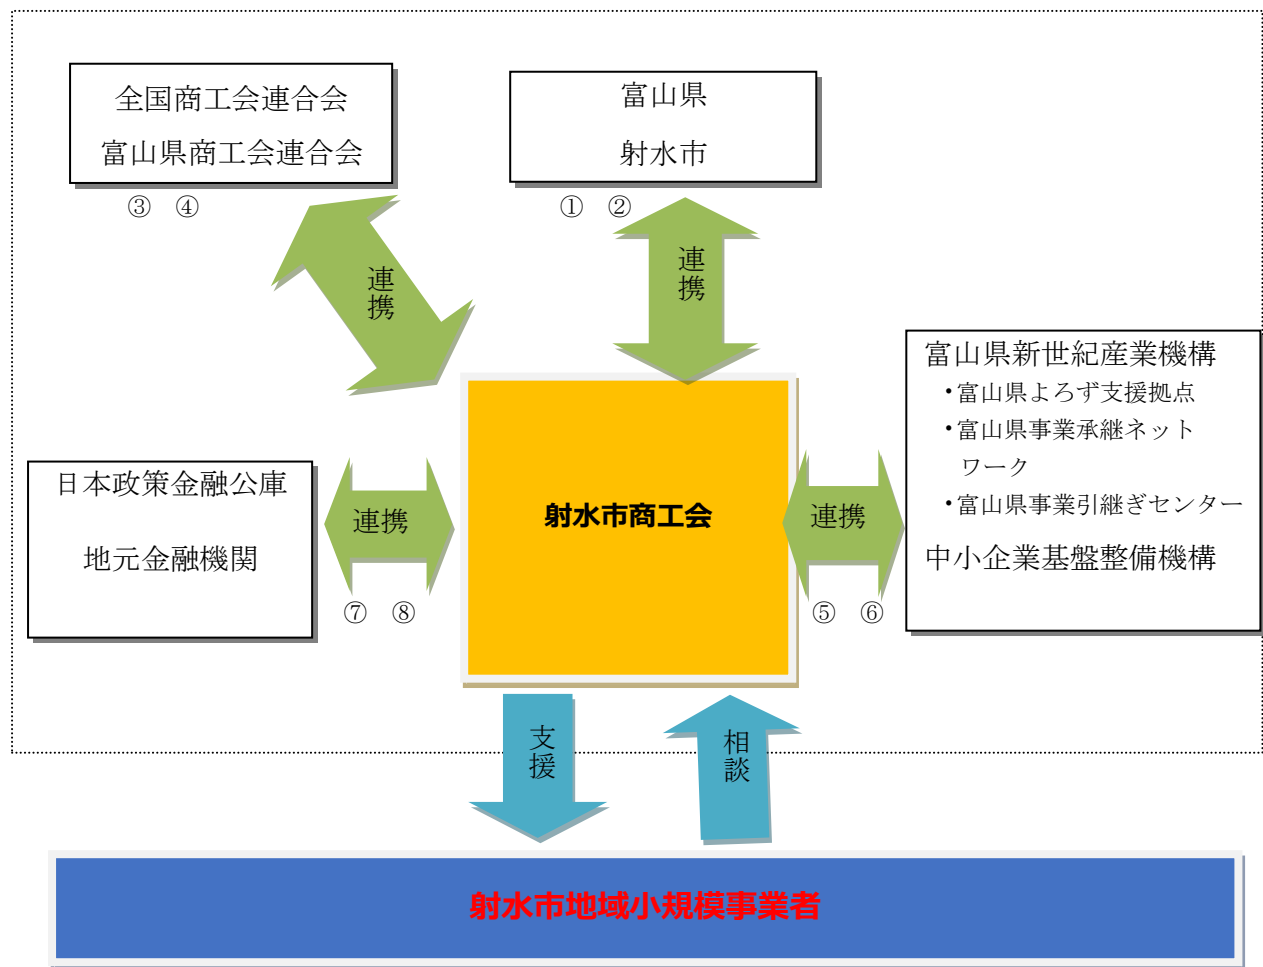 全国商工会連合会
富山県商工会連合会
③ ④
富山県
射水市
① ②
連携
連携
富山県新世紀産業機構
・富山県よろず支援拠点
・富山県事業承継ネット
ワーク
・富山県事業引継ぎセンター
中小企業基盤整備機構
日本政策金融公庫
地元金融機関
連携
⑦ ⑧
射水市商工会
連携
⑤ ⑥
支援
相談
射水市地域小規模事業者